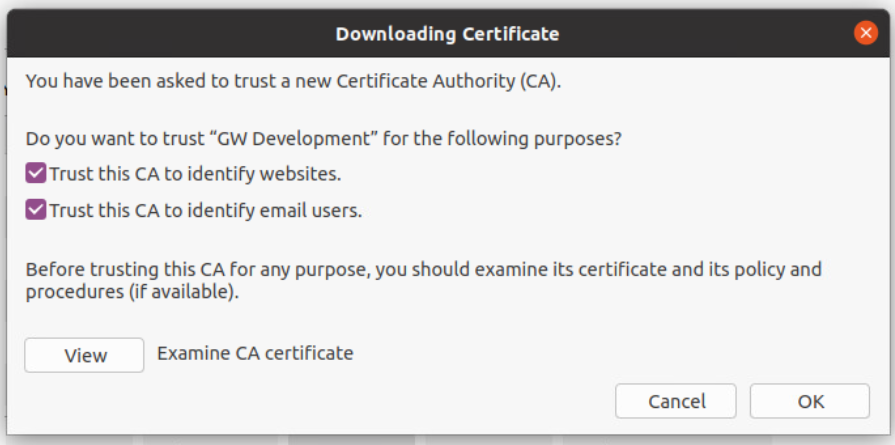 Downloading Certificate
You have been asked to trust a new Certificate Authority (CA).
Do you want to trust “GW Development” for the following purposes?
Trust this CA to identify websites.
Trust this CA to identify email users.
Before trusting this CA for any purpose, you should examine its certificate and its policy and
procedures (if available).
View
Examine CA certificate
Cancel
OK